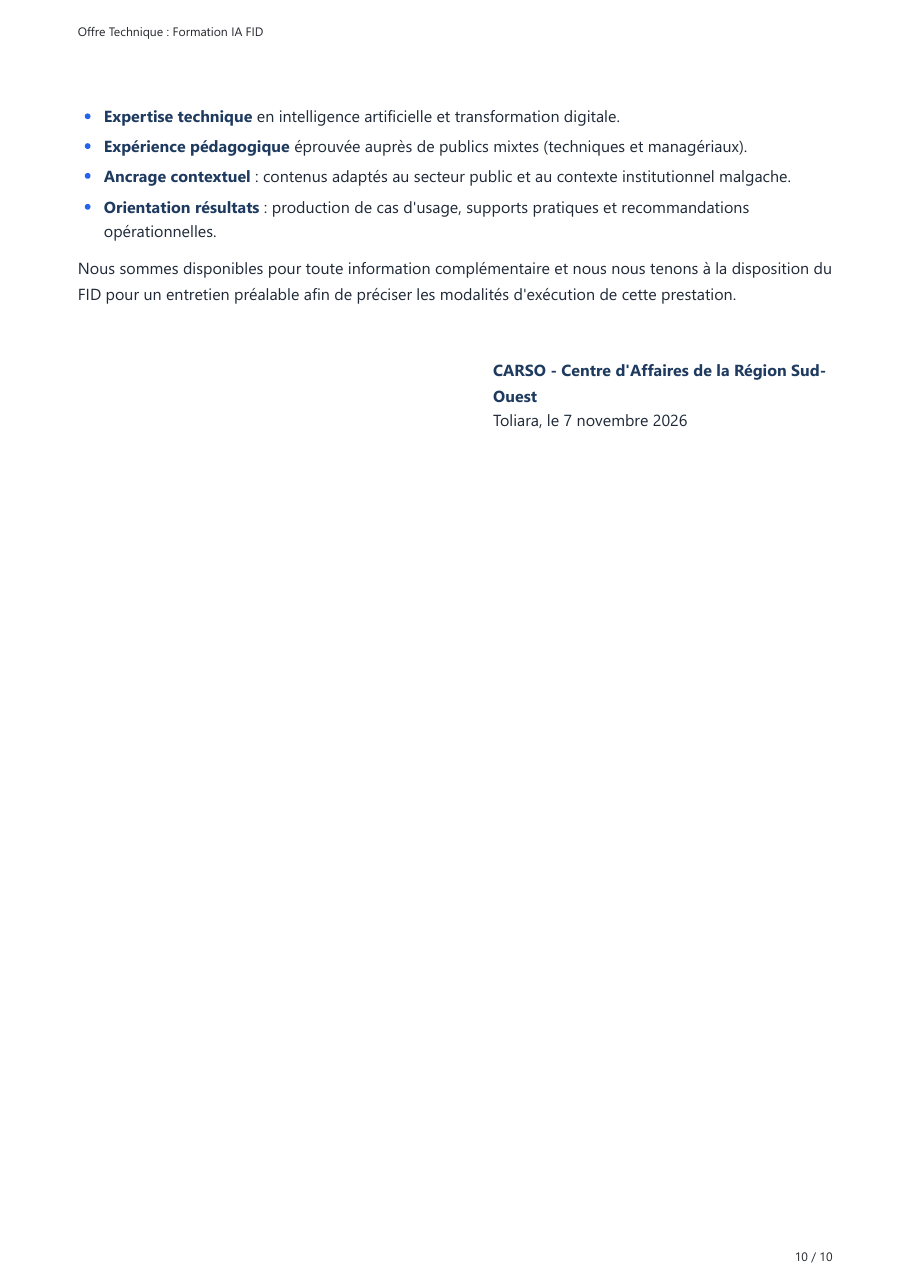 Offre Technique : Formation IA FID
• Expertise technique en intelligence artificielle et transformation digitale.
• Expérience pédagogique éprouvée auprès de publics mixtes (techniques et managériaux).
• Ancrage contextuel : contenus adaptés au secteur public et au contexte institutionnel malgache.
• Orientation résultats : production de cas d'usage, supports pratiques et recommandations
opérationnelles.
Nous sommes disponibles pour toute information complémentaire et nous nous tenons à la disposition du
FID pour un entretien préalable afin de préciser les modalités d'exécution de cette prestation.
CARSO - Centre d'Affaires de la Région Sud-
Ouest
Toliara, le 7 novembre 2026
10 / 10